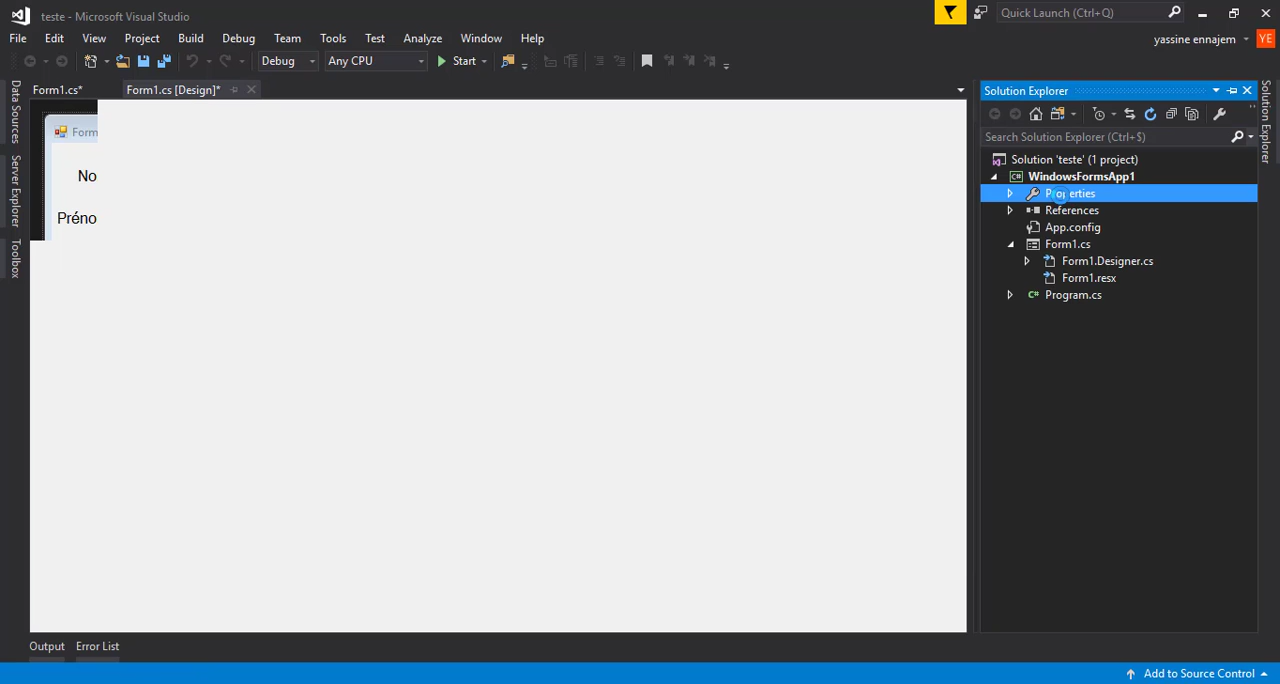 teste - Microsoft Visual Studio
Quick Launch (Ctrl+Q)
File Edit View Project Build Debug Team Tools Test Analyze Window Help
yassine ennajem
YE
Debug
Any CPU
Start
Data Sources
Server Explorer
Toolbox
Form1.cs*
Form1.cs [Design]*
Form
No
Préno
Solution Explorer
Search Solution Explorer (Ctrl+$)
Solution 'teste' (1 project)
C# WindowsFormsApp1
Properties
References
App.config
Form1.cs
Form1.Designer.cs
Form1.resx
C# Program.cs
Solution Explorer
Output Error List
Add to Source Control